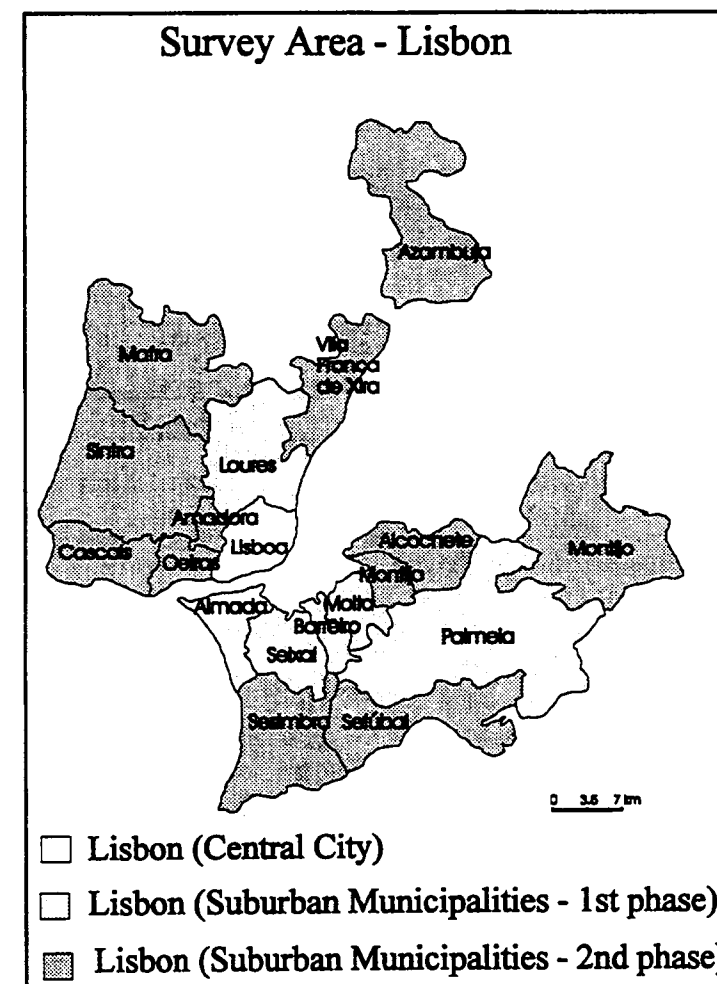 Survey Area - Lisbon
Azambuja
Mafra
Vila
Franca
de Xira
Sintra
Loures
Amadora
Lisboa
Cascais
Oeiras
Alcochete
Montijo
Montijo
Almada
Moita
Barreiro
Palmela
Seixal
Sesimbra
Setúbal
0 3.5 7 km
Lisbon (Central City)
Lisbon (Suburban Municipalities - 1st phase)
Lisbon (Suburban Municipalities - 2nd phase)